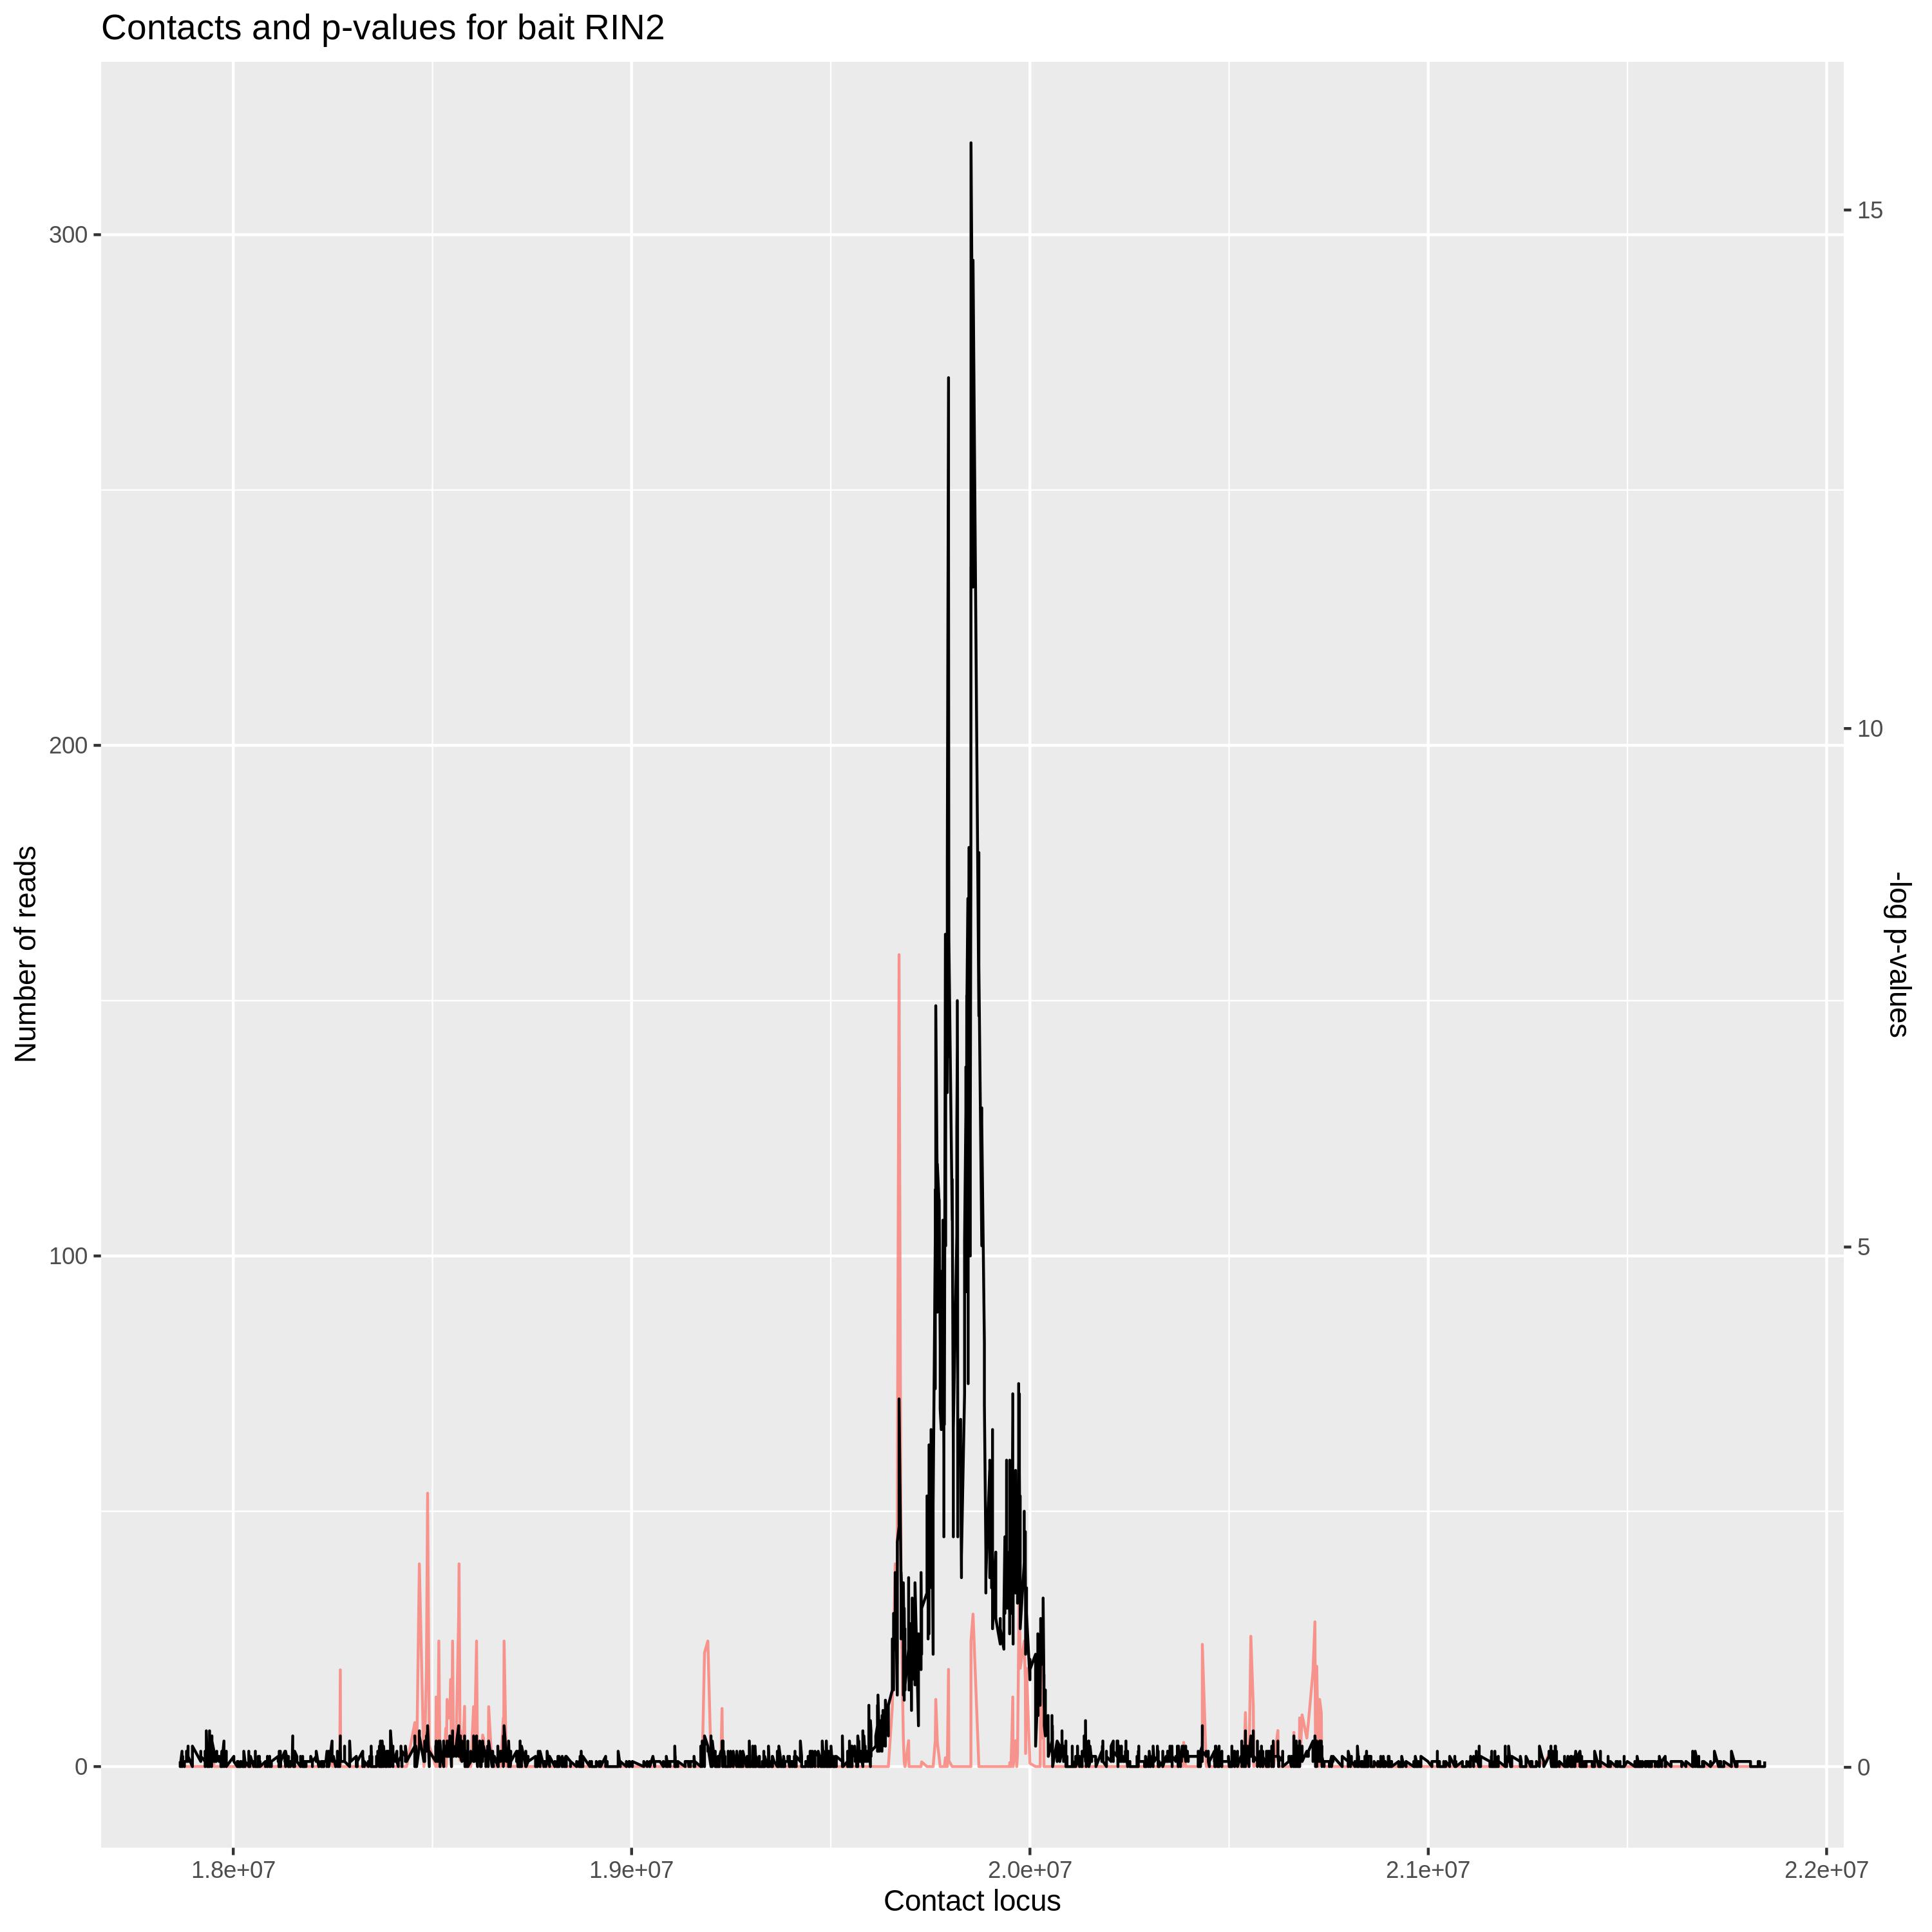 Contacts and p-values for bait RIN2
300
200
100
0
Number of reads
15
10
5
0
-log p-values
1.8e+07
1.9e+07
2.0e+07
2.1e+07
2.2e+07
Contact locus